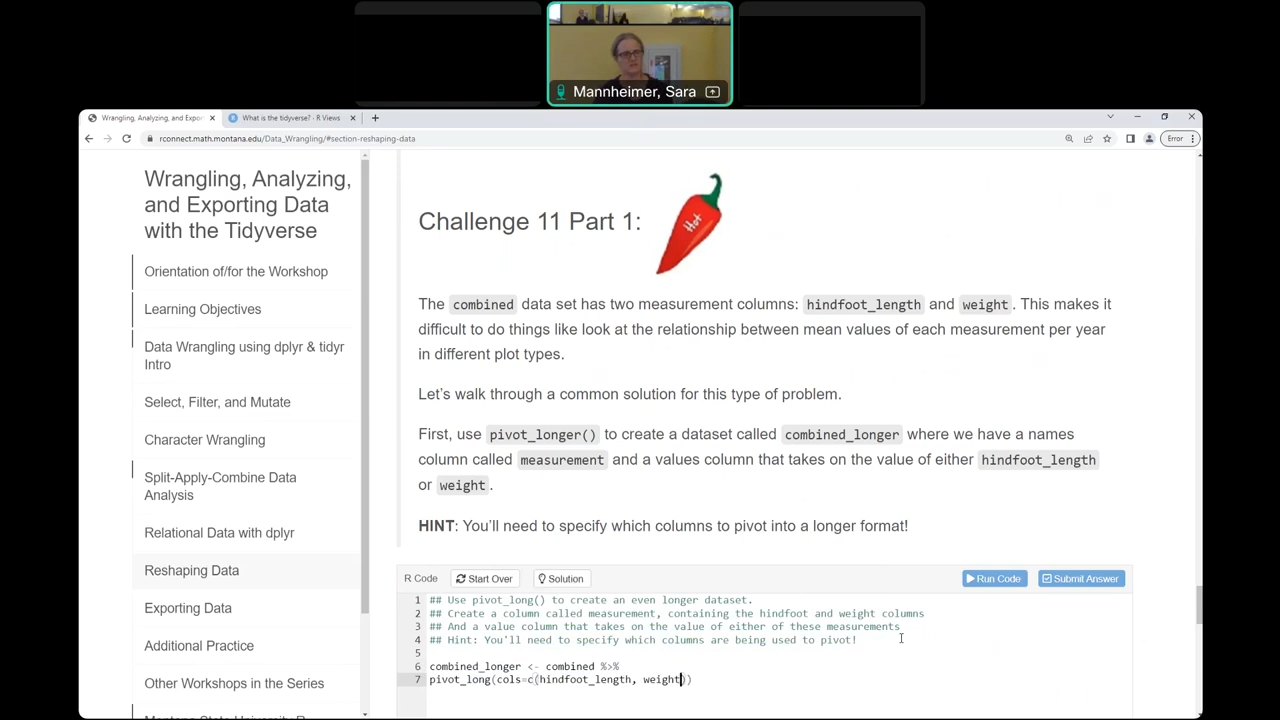 Mannheimer, Sara
Wrangling, Analyzing, and Expor
What is the tidyverse? - R Views
rconnect.math.montana.edu/Data_Wrangling/#section-reshaping-data
Error
Wrangling, Analyzing,
and Exporting Data
with the Tidyverse
Orientation of/for the Workshop
Learning Objectives
Data Wrangling using dplyr & tidyr
Intro
Select, Filter, and Mutate
Character Wrangling
Split-Apply-Combine Data
Analysis
Relational Data with dplyr
Reshaping Data
Exporting Data
Additional Practice
Other Workshops in the Series
Montana State University R
Challenge 11 Part 1:
Hot
The combined data set has two measurement columns: hindfoot_length and weight. This makes it
difficult to do things like look at the relationship between mean values of each measurement per year
in different plot types.
Let's walk through a common solution for this type of problem.
First, use pivot_longer() to create a dataset called combined_longer where we have a names
column called measurement and a values column that takes on the value of either hindfoot_length
or weight.
HINT: You'll need to specify which columns to pivot into a longer format!
R Code
Start Over
Solution
Run Code
Submit Answer
1 ## Use pivot_long() to create an even longer dataset.
2 ## Create a column called measurement, containing the hindfoot and weight columns
3 ## And a value column that takes on the value of either of these measurements
4 ## Hint: You'll need to specify which columns are being used to pivot!
5
6 combined_longer <- combined %>%
7 pivot_long(cols=c(hindfoot_length, weight))